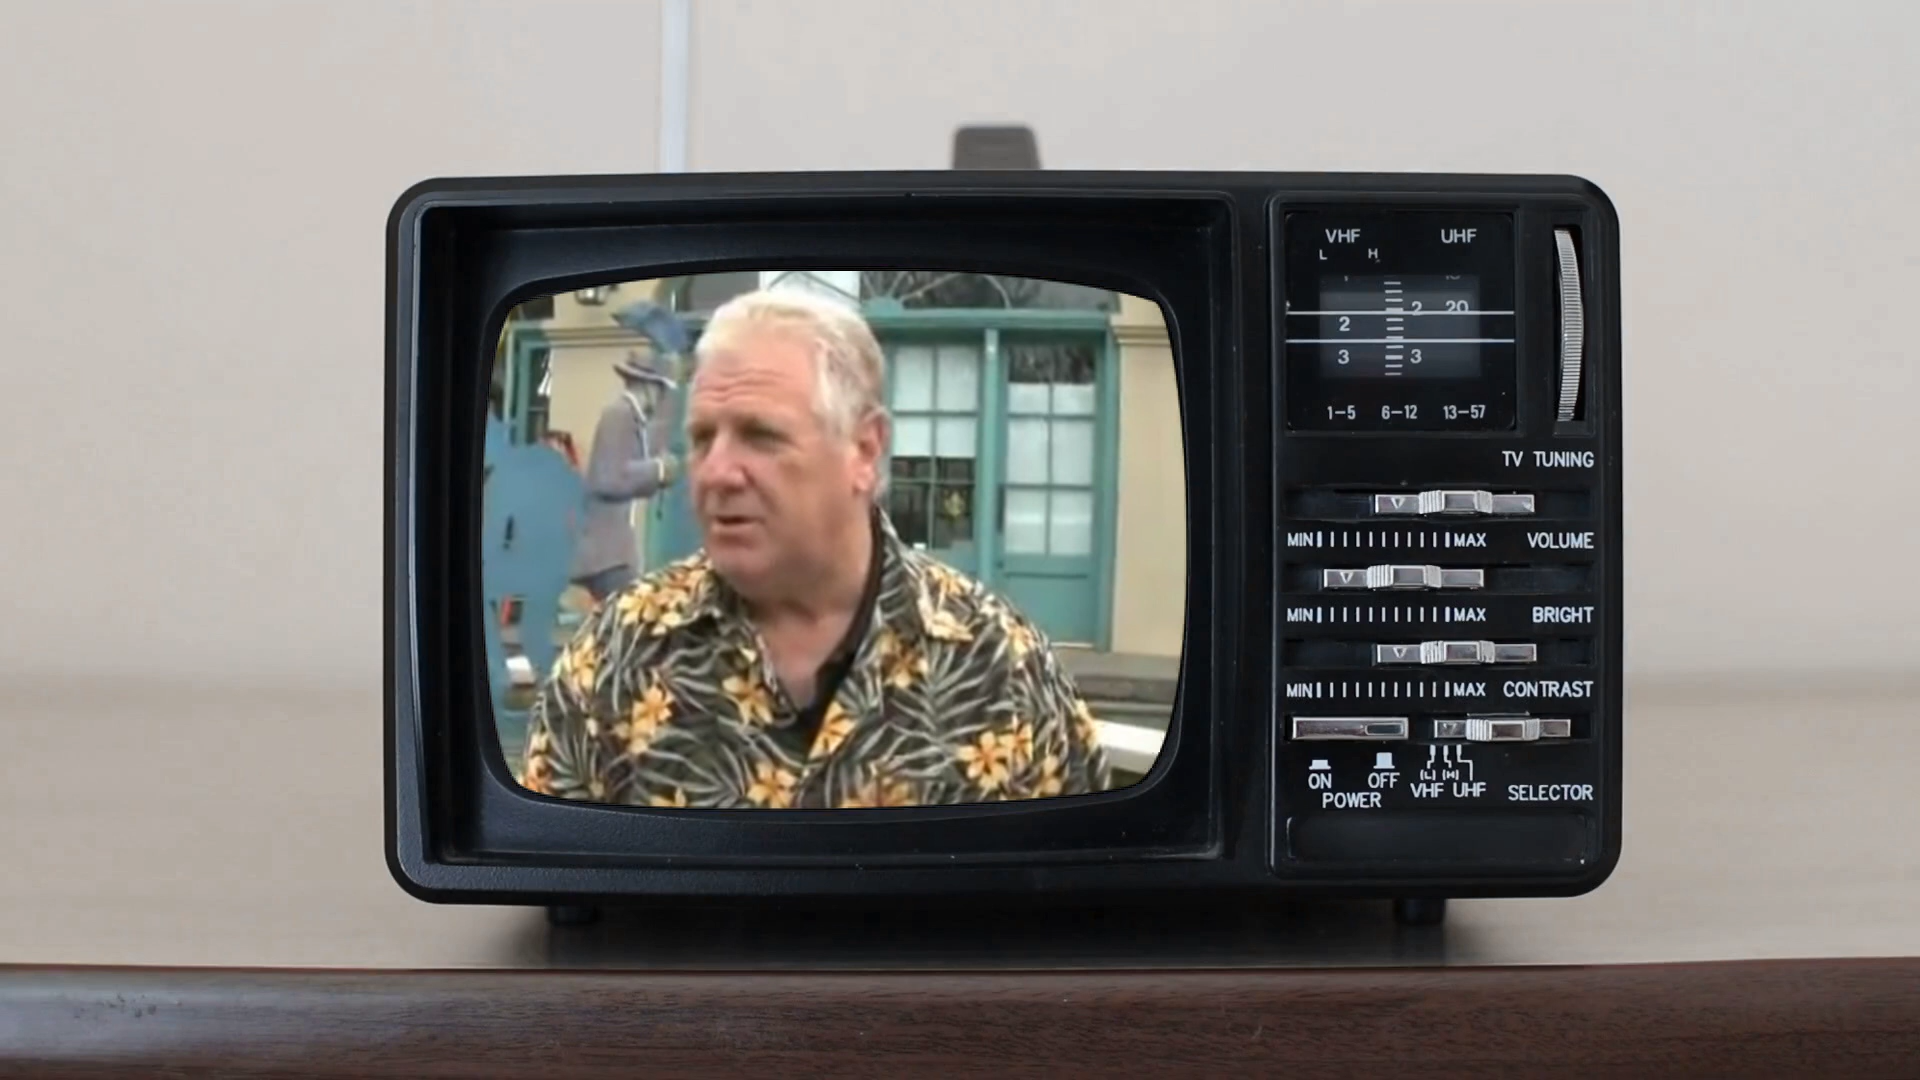 VHF UHF
L H
2 20
2
3 3
1-5 6-12 13-57
TV TUNING
MIN MAX VOLUME
MIN MAX BRIGHT
MIN MAX CONTRAST
ON OFF (L) (H)
POWER VHF UHF SELECTOR